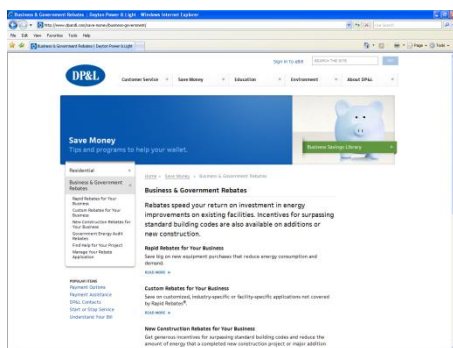 Business & Government Rebates | Dayton Power & Light - Windows Internet Explorer
File Edit View Favorites Tools Help
Business & Government Rebates | Dayton Power & Light
Page Tools
Sign in to
SEARCH THE SITE
DP&L
Customer Service Save Money Education Environment About DP&L
Save Money
Tips and programs to help your wallet.
Business Savings Library
Residential
Business & Government
Rebates
Rapid Rebates for Your
Business
Custom Rebates for Your
Business
New Construction Rebates for
Your Business
Government Energy Audit
Rebates
Find Help for Your Project
Manage Your Rebate
Application
POPULAR ITEMS
Payment Options
Payment Assistance
DP&L Contacts
Start or Stop Service
Understand Your Bill
Home > Save Money > Business & Government Rebates
Business & Government Rebates
Rebates speed your return on investment in energy
improvements on existing facilities. Incentives for surpassing
standard building codes are also available on additions or
new construction.
Rapid Rebates for Your Business
Save big on new equipment purchases that reduce energy consumption and
demand.
READ MORE
Custom Rebates for Your Business
Save on customized, industry-specific or facility-specific applications not covered
by Rapid Rebates®.
READ MORE
New Construction Rebates for Your Business
Get generous incentives for surpassing standard building codes and reduce the
amount of energy that a completed new construction project or major addition